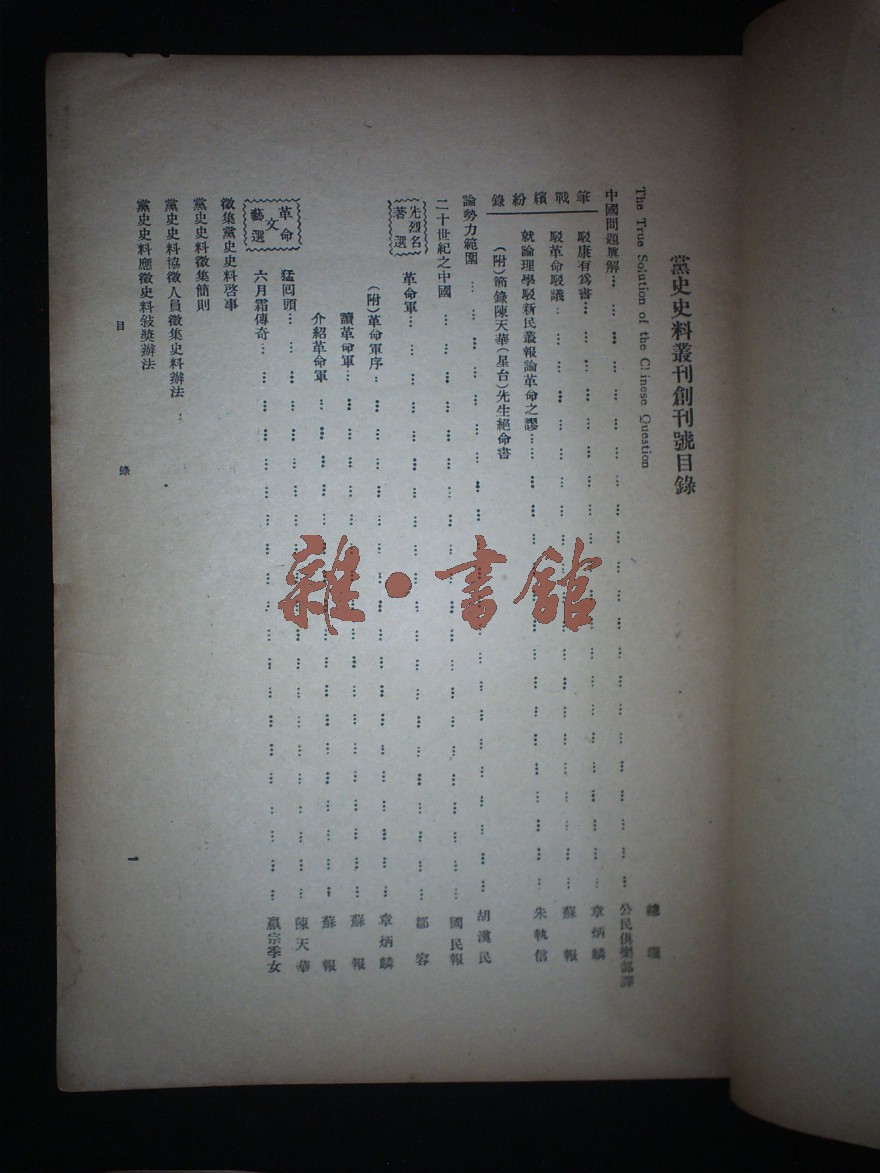 黨史史料叢刊創刊號目錄
The True Solution of the Chinese Question
總理
中國問題眞解
公民俱樂部譯
筆戰繽紛錄
駁康有爲書
章炳麟
駁革命駁議
蘇報
就論理學駁新民叢報論革命之謬
朱執信
(附)簡錄陳天華(星台)先生絕命書
論勢力範圍
胡漢民
二十世紀之中國
國民報
先烈名著選
革命軍
鄒容
(附)革命軍序
章炳麟
讀革命軍
蘇報
介紹革命軍
蘇報
革命文藝選
猛回頭
陳天華
六月霜傳奇
嬴宗季女
徵集黨史史料啓事
黨史史料徵集簡則
黨史史料協徵人員徵集史料辦法
黨史史料應徵史料敍獎辦法
目錄
一
雜·書館